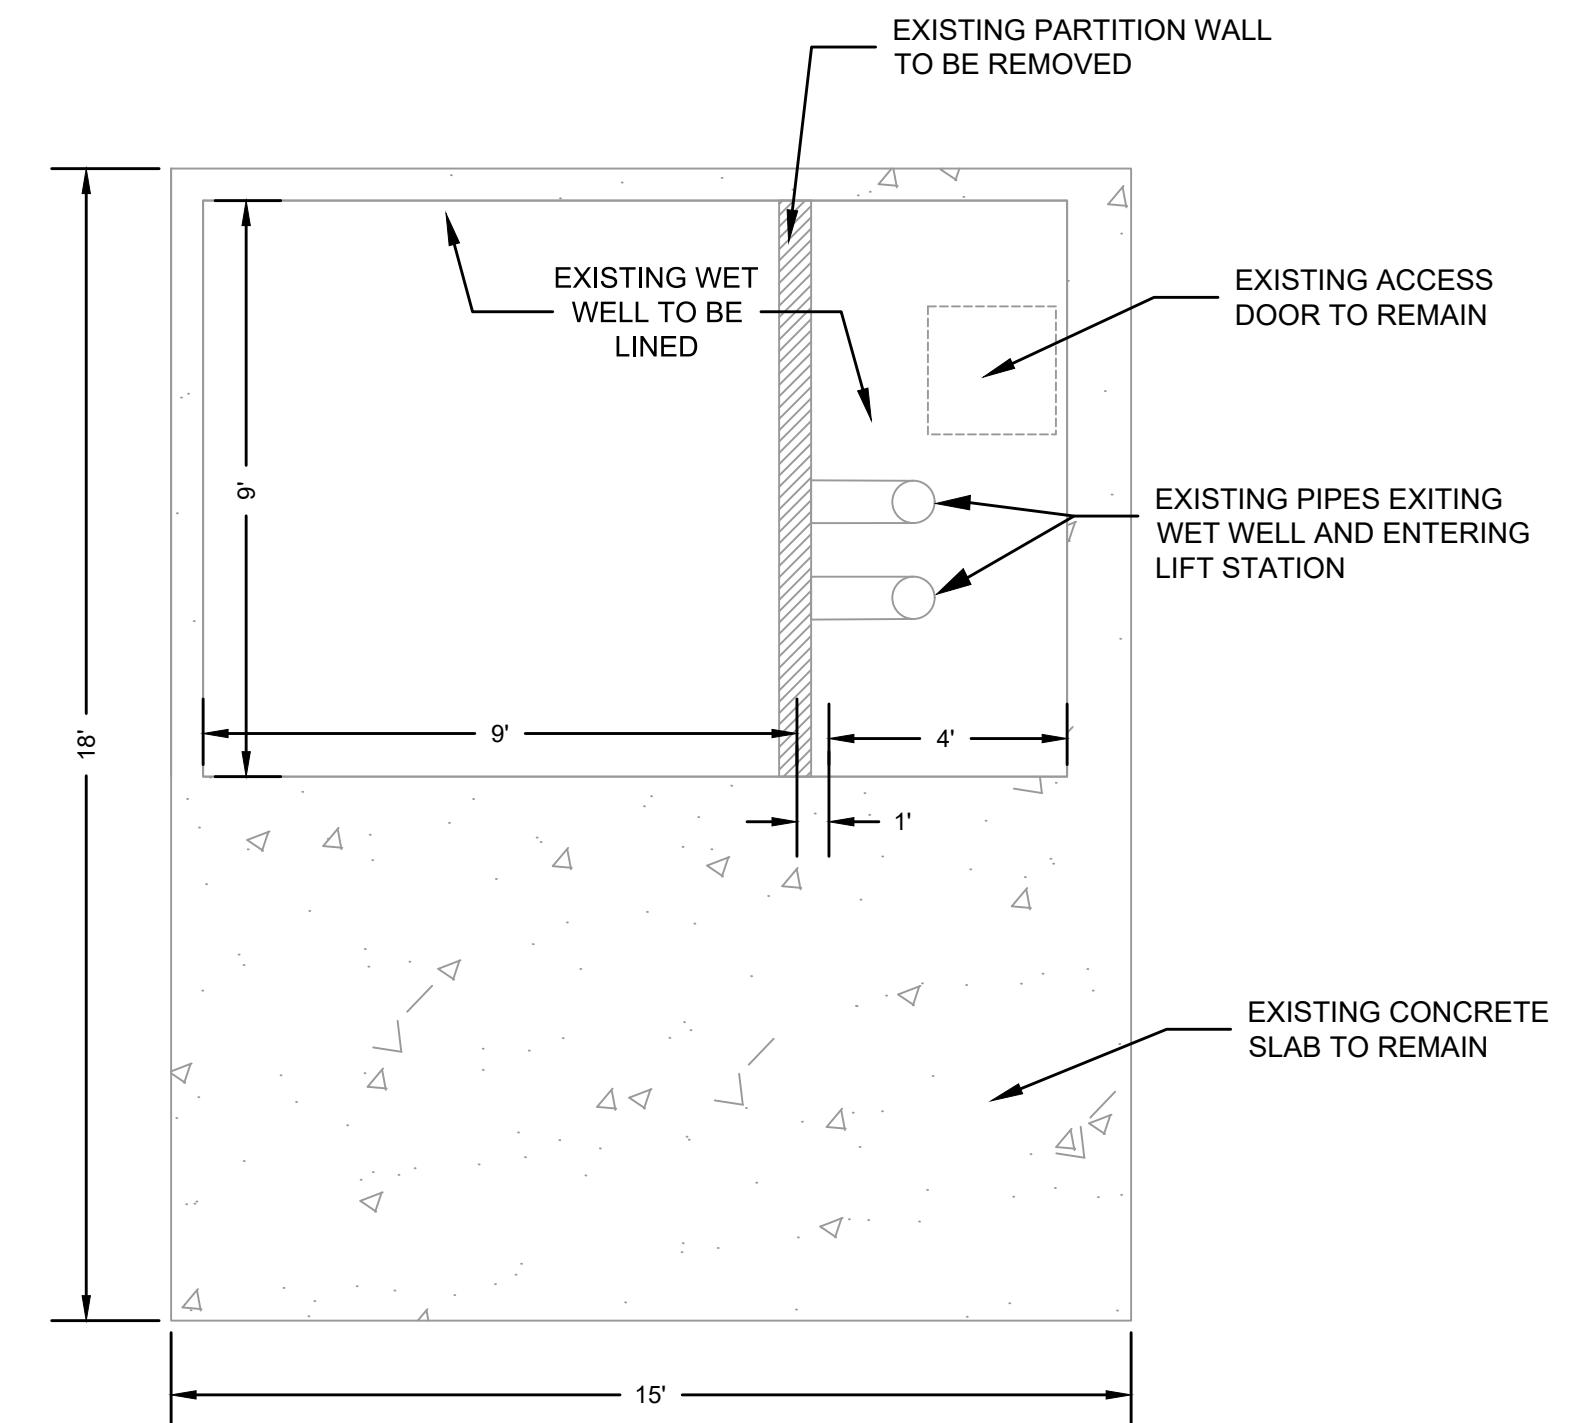 EXISTING PARTITION WALL
TO BE REMOVED
EXISTING WET
WELL TO BE
LINED
EXISTING ACCESS
DOOR TO REMAIN
9'
EXISTING PIPES EXITING
WET WELL AND ENTERING
LIFT STATION
18'
9'
4'
1'
EXISTING CONCRETE
SLAB TO REMAIN
15'